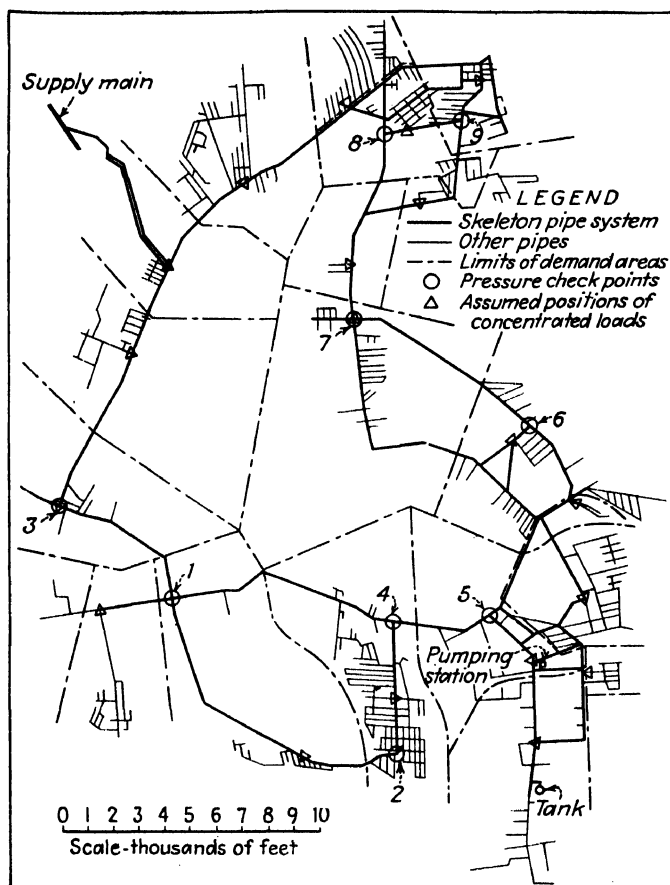 Supply main
8
9
LEGEND
Skeleton pipe system
Other pipes
Limits of demand areas
Pressure check points
Assumed positions of
concentrated loads
7
6
3
1
4
5
Pumping
station
2
Tank
0 1 2 3 4 5 6 7 8 9 10
Scale-thousands of feet